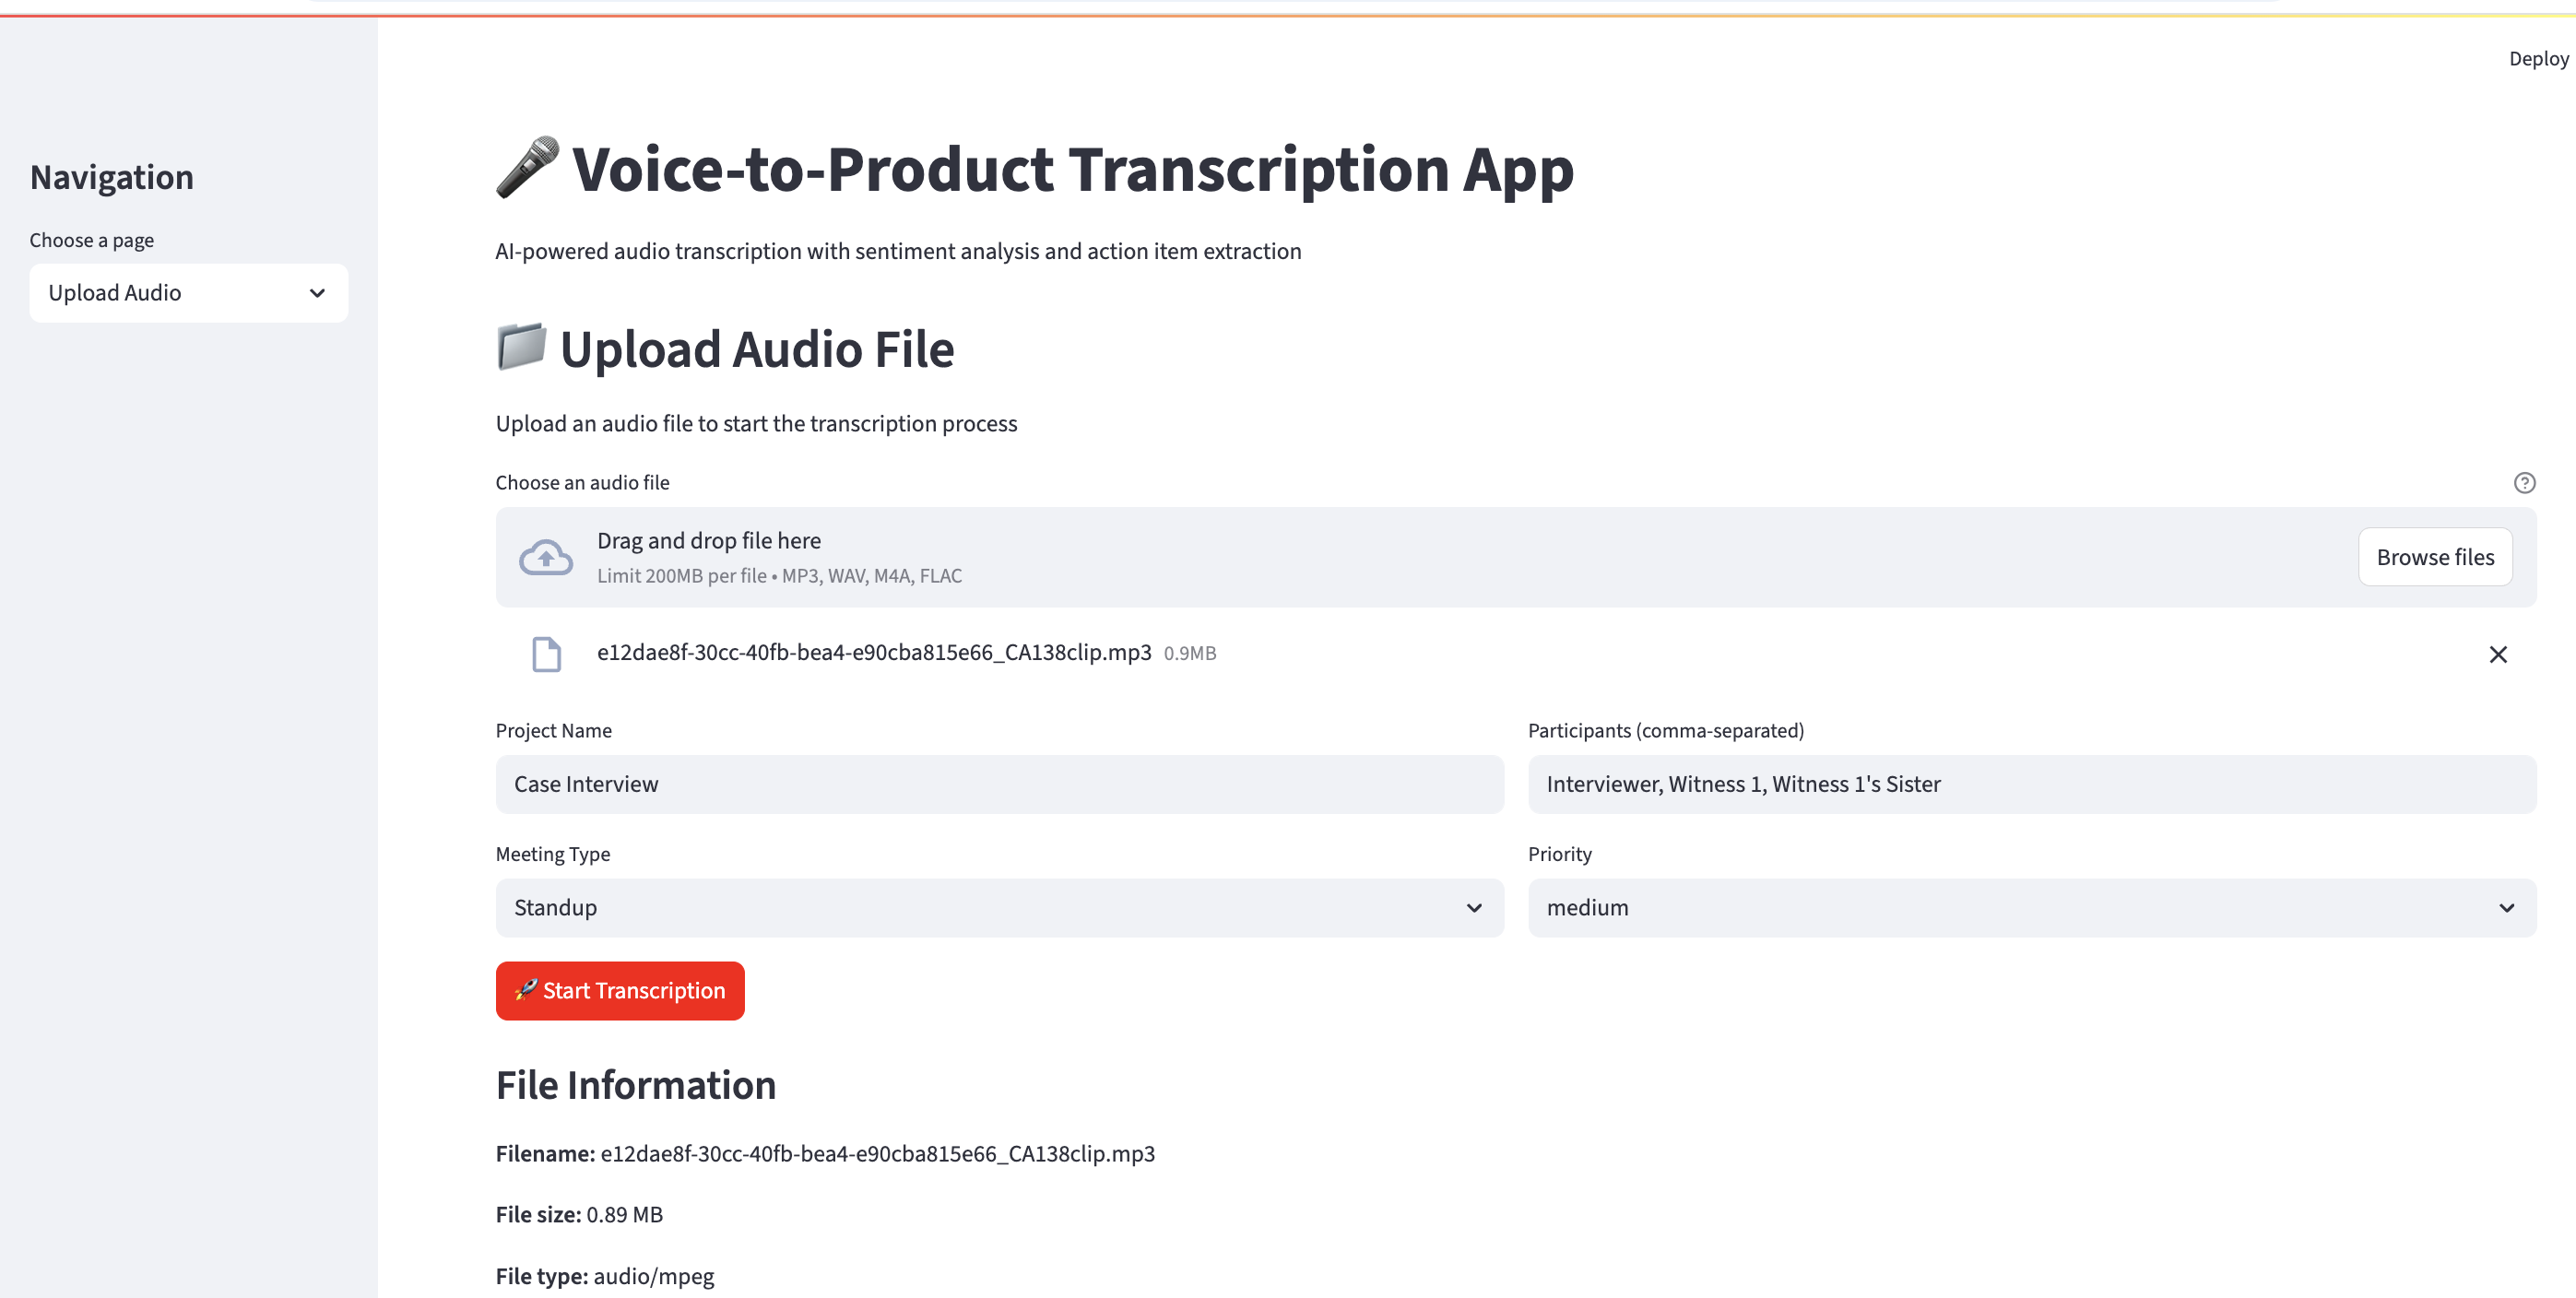 Deploy
Navigation
Choose a page
Upload Audio
🎤 Voice-to-Product Transcription App
AI-powered audio transcription with sentiment analysis and action item extraction
📁 Upload Audio File
Upload an audio file to start the transcription process
Choose an audio file
Drag and drop file here
Limit 200MB per file • MP3, WAV, M4A, FLAC
Browse files
e12dae8f-30cc-40fb-bea4-e90cba815e66_CA138clip.mp3 0.9MB
Project Name
Case Interview
Participants (comma-separated)
Interviewer, Witness 1, Witness 1's Sister
Meeting Type
Standup
Priority
medium
🚀 Start Transcription
File Information
Filename: e12dae8f-30cc-40fb-bea4-e90cba815e66_CA138clip.mp3
File size: 0.89 MB
File type: audio/mpeg